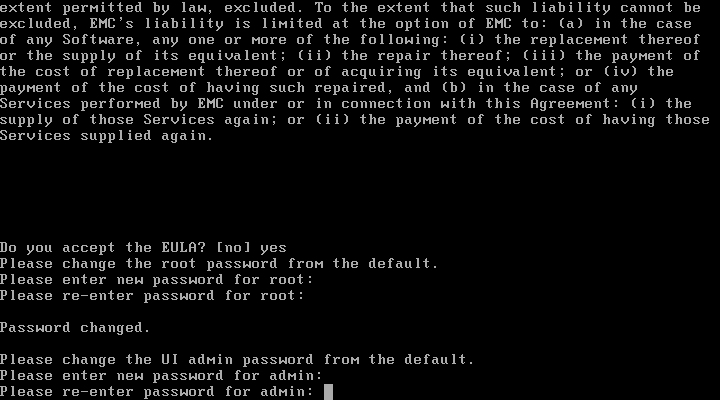 extent permitted by law, excluded. To the extent that such liability cannot be
excluded, EMC's liability is limited at the option of EMC to: (a) in the case
of any Software, any one or more of the following: (i) the replacement thereof
or the supply of its equivalent; (ii) the repair thereof; (iii) the payment of
the cost of replacement thereof or of acquiring its equivalent; or (iv) the
payment of the cost of having such repaired, and (b) in the case of any
Services performed by EMC under or in connection with this Agreement: (i) the
supply of those Services again; or (ii) the payment of the cost of having those
Services supplied again.
Do you accept the EULA? [no] yes
Please change the root password from the default.
Please enter new password for root:
Please re-enter password for root:
Password changed.
Please change the UI admin password from the default.
Please enter new password for admin:
Please re-enter password for admin: